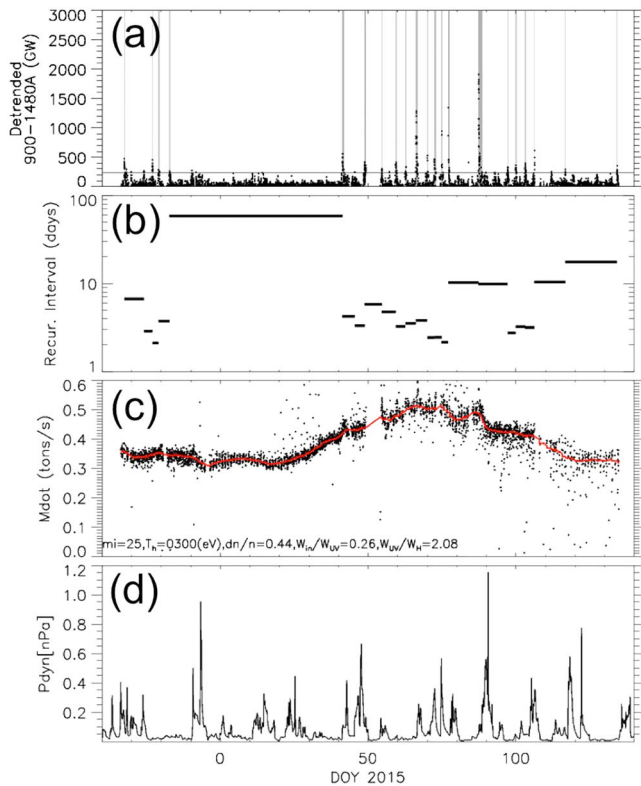 (a)
3000
2500
2000
1500
1000
500
0
Detrended
900-1480A (GW)
(b)
100
10
1
Recur. Interval (days)
(c)
0.6
0.5
0.4
0.3
0.2
0.1
0.0
Mdot (tons/s)
mi=25,T_h=0300(eV),dn/n=0.44,W_in/W_UV=0.26,W_UV/W_H=2.08
(d)
1.2
1.0
0.8
0.6
0.4
0.2
Pdyn[nPa]
0 50 100
DOY 2015